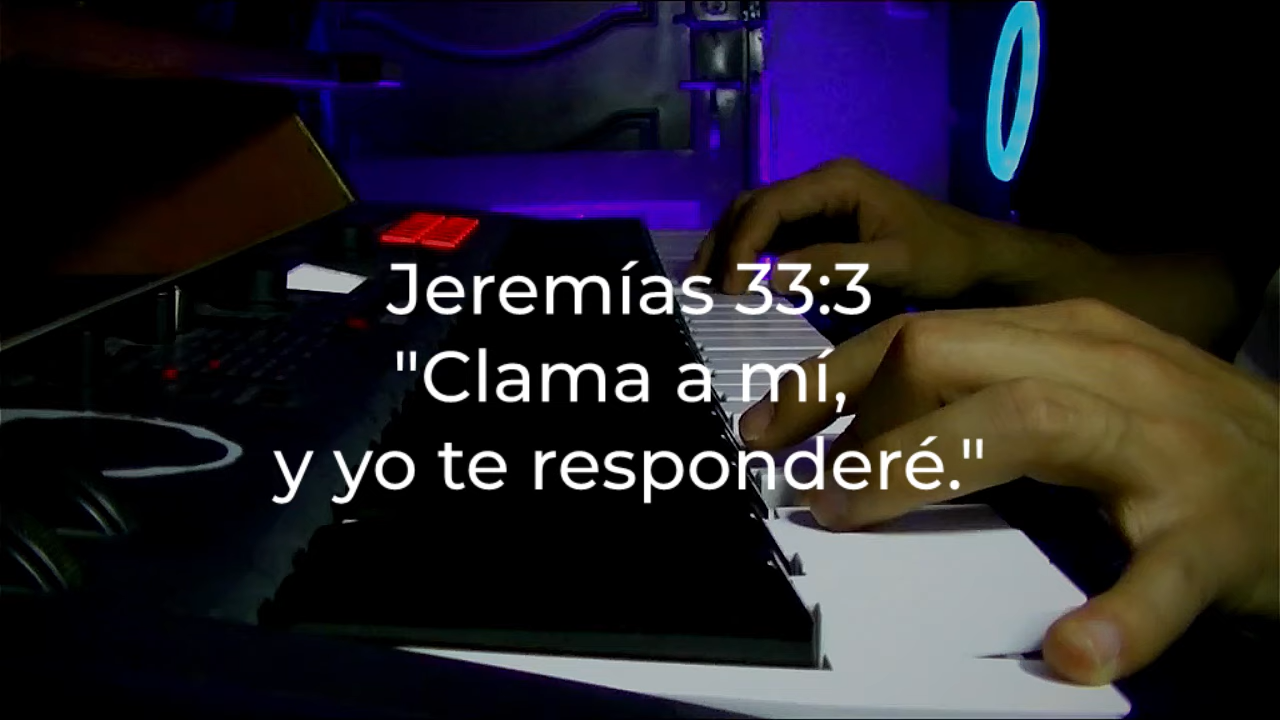 Jeremías 33:3
"Clama a mí,
y yo te responderé."